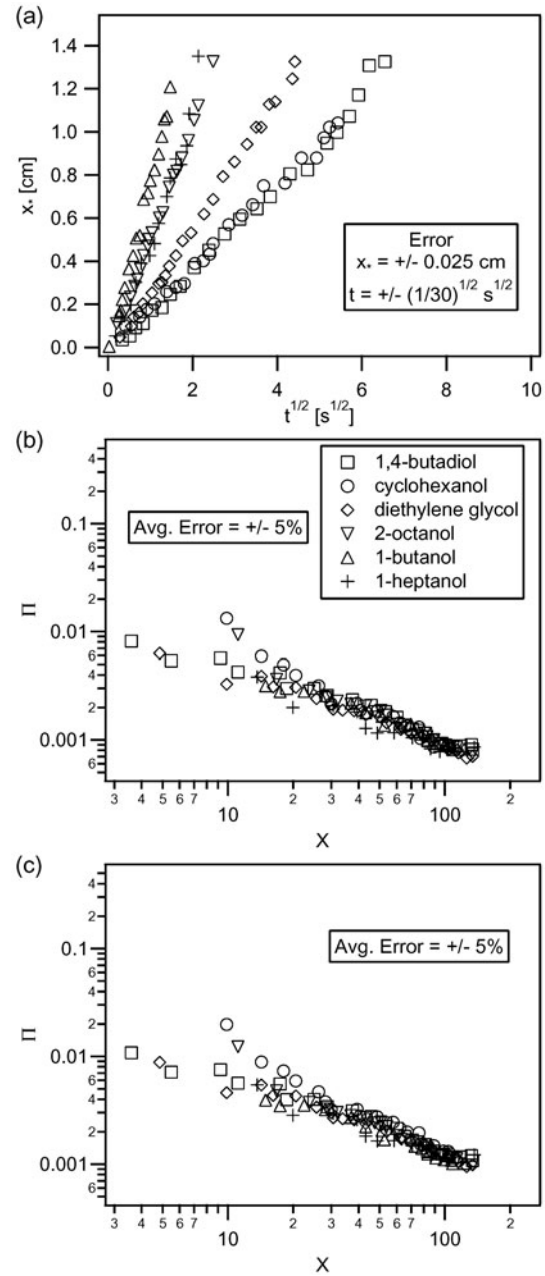 (a)
1.4
1.2
1.0
0.8
0.6
0.4
0.2
0.0
x* [cm]
Error
x* = +/- 0.025 cm
t = +/- (1/30)^1/2 s^1/2
0 2 4 6 8 10
t^1/2 [s^1/2]
(b)
4
2
0.1
6
4
2
0.01
6
4
2
0.001
6
Π
Avg. Error = +/- 5%
1,4-butadiol
cyclohexanol
diethylene glycol
2-octanol
1-butanol
1-heptanol
3 4 5 6 7 10 2 3 4 5 6 7 100 2
X
(c)
4
2
0.1
6
4
2
0.01
6
4
2
0.001
6
Π
Avg. Error = +/- 5%
3 4 5 6 7 10 2 3 4 5 6 7 100 2
X